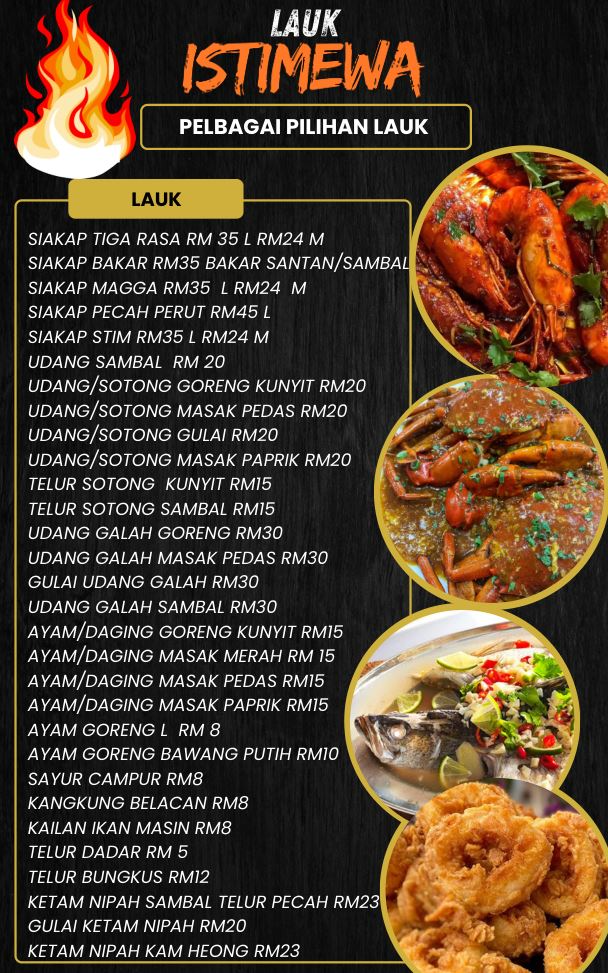 LAUK
ISTIMEWA
PELBAGAI PILIHAN LAUK
LAUK
SIAKAP TIGA RASA RM 35 L RM24 M
SIAKAP BAKAR RM35 BAKAR SANTAN/SAMBAL
SIAKAP MAGGA RM35 L RM24 M
SIAKAP PECAH PERUT RM45 L
SIAKAP STIM RM35 L RM24 M
UDANG SAMBAL RM 20
UDANG/SOTONG GORENG KUNYIT RM20
UDANG/SOTONG MASAK PEDAS RM20
UDANG/SOTONG GULAI RM20
UDANG/SOTONG MASAK PAPRIK RM20
TELUR SOTONG KUNYIT RM15
TELUR SOTONG SAMBAL RM15
UDANG GALAH GORENG RM30
UDANG GALAH MASAK PEDAS RM30
GULAI UDANG GALAH RM30
UDANG GALAH SAMBAL RM30
AYAM/DAGING GORENG KUNYIT RM15
AYAM/DAGING MASAK MERAH RM 15
AYAM/DAGING MASAK PEDAS RM15
AYAM/DAGING MASAK PAPRIK RM15
AYAM GORENG L RM 8
AYAM GORENG BAWANG PUTIH RM10
SAYUR CAMPUR RM8
KANGKUNG BELACAN RM8
KAILAN IKAN MASIN RM8
TELUR DADAR RM 5
TELUR BUNGKUS RM12
KETAM NIPAH SAMBAL TELUR PECAH RM23
GULAI KETAM NIPAH RM20
KETAM NIPAH KAM HEONG RM23